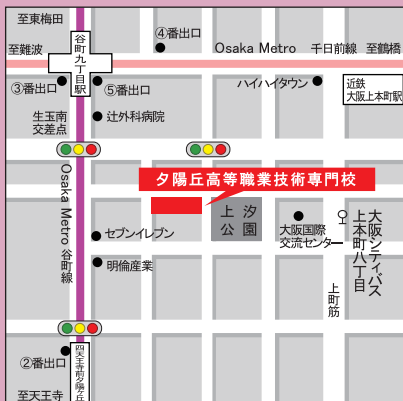 至東梅田
④番出口
至難波
谷町九丁目駅
Osaka Metro 千日前線 至鶴橋
③番出口
⑤番出口
ハイハイタウン
近鉄
大阪上本町駅
生玉南
交差点
辻外科病院
夕陽丘高等職業技術専門校
Osaka Metro 谷町線
上汐
公園
セブンイレブン
明倫産業
大阪国際
交流センター
大阪シティバス
上本町八丁目
上町筋
②番出口
四天王寺前夕陽ヶ丘
至天王寺